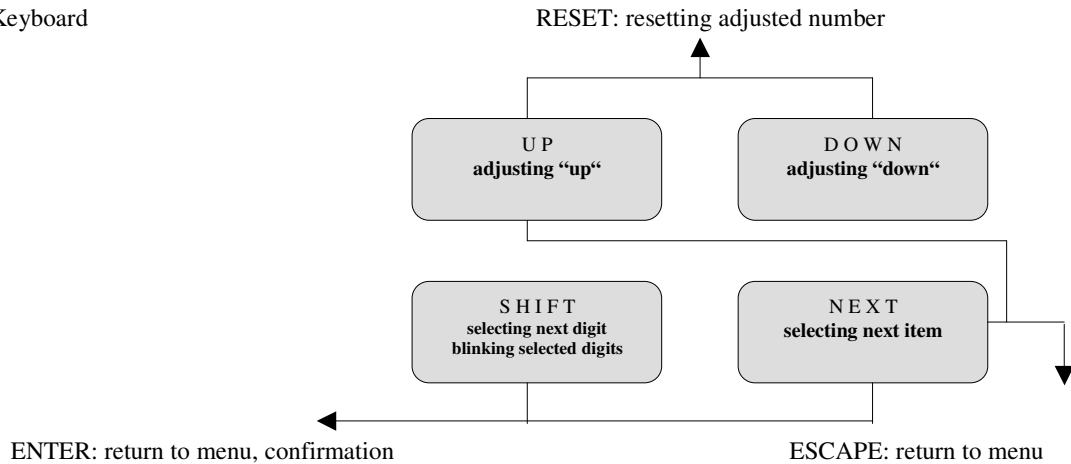 Keyboard
RESET: resetting adjusted number
U P
adjusting “up“
D O W N
adjusting “down“
S H I F T
selecting next digit
blinking selected digits
N E X T
selecting next item
ENTER: return to menu, confirmation
ESCAPE: return to menu